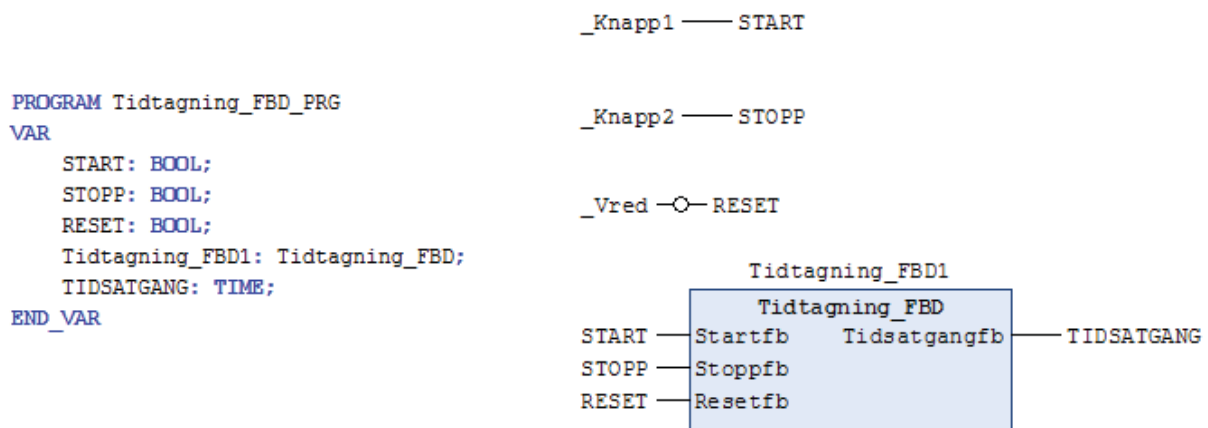 PROGRAM Tidtagning_FBD_PRG
VAR
START: BOOL;
STOPP: BOOL;
RESET: BOOL;
Tidtagning_FBD1: Tidtagning_FBD;
TIDSATGANG: TIME;
END_VAR
_Knapp1 START
_Knapp2 STOPP
_Vred RESET
Tidtagning_FBD1
Tidtagning_FBD
START Startfb Tidsatgangfb TIDSATGANG
STOPP Stoppfb
RESET Resetfb